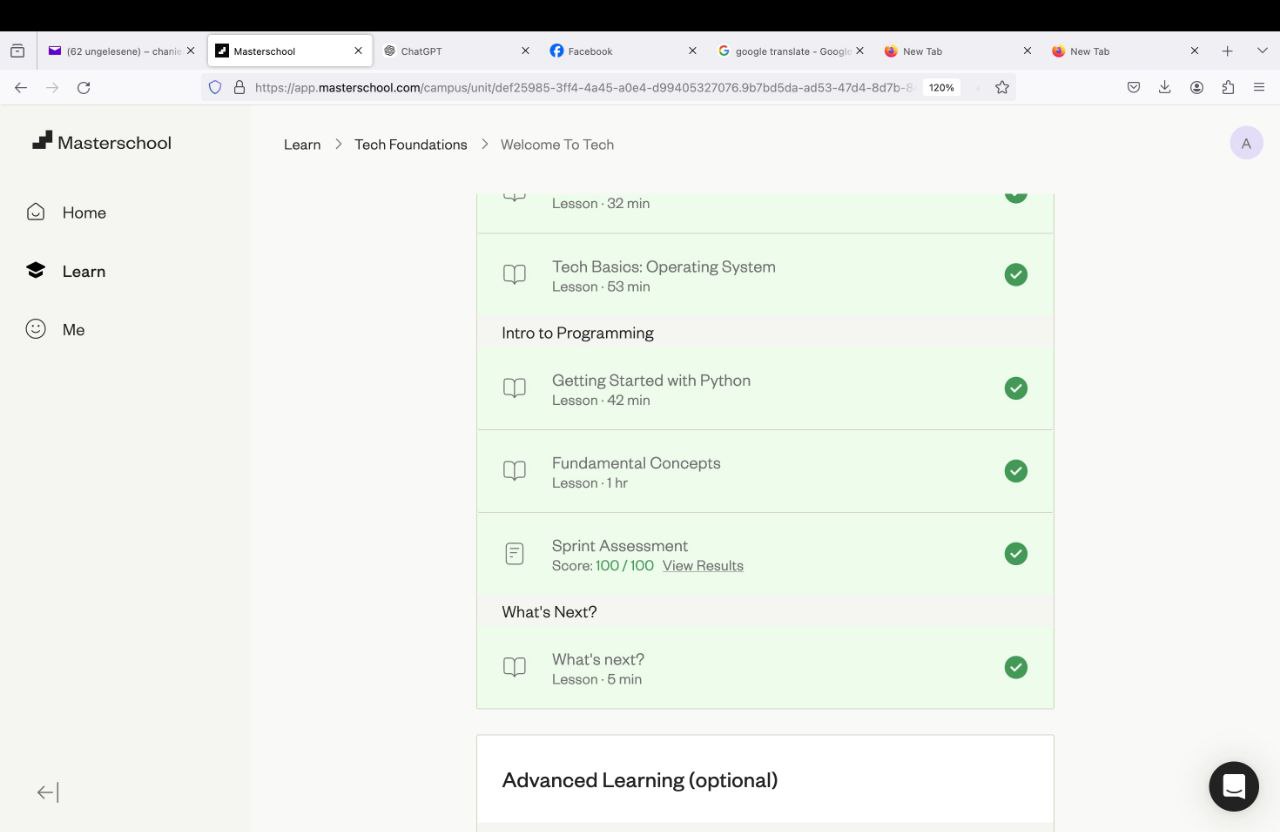 (62 ungelesene) – chanie
Masterschool
ChatGPT
Facebook
google translate - Google
New Tab
New Tab
https://app.masterschool.com/campus/unit/def25985-3ff4-4a45-a0e4-d99405327076.9b7bd5da-ad53-47d4-8d7b-8
120%
Masterschool
Learn > Tech Foundations > Welcome To Tech
A
Home
Learn
Me
Lesson · 32 min
Tech Basics: Operating System
Lesson · 53 min
Intro to Programming
Getting Started with Python
Lesson · 42 min
Fundamental Concepts
Lesson · 1 hr
Sprint Assessment
Score: 100 / 100 View Results
What's Next?
What's next?
Lesson · 5 min
Advanced Learning (optional)